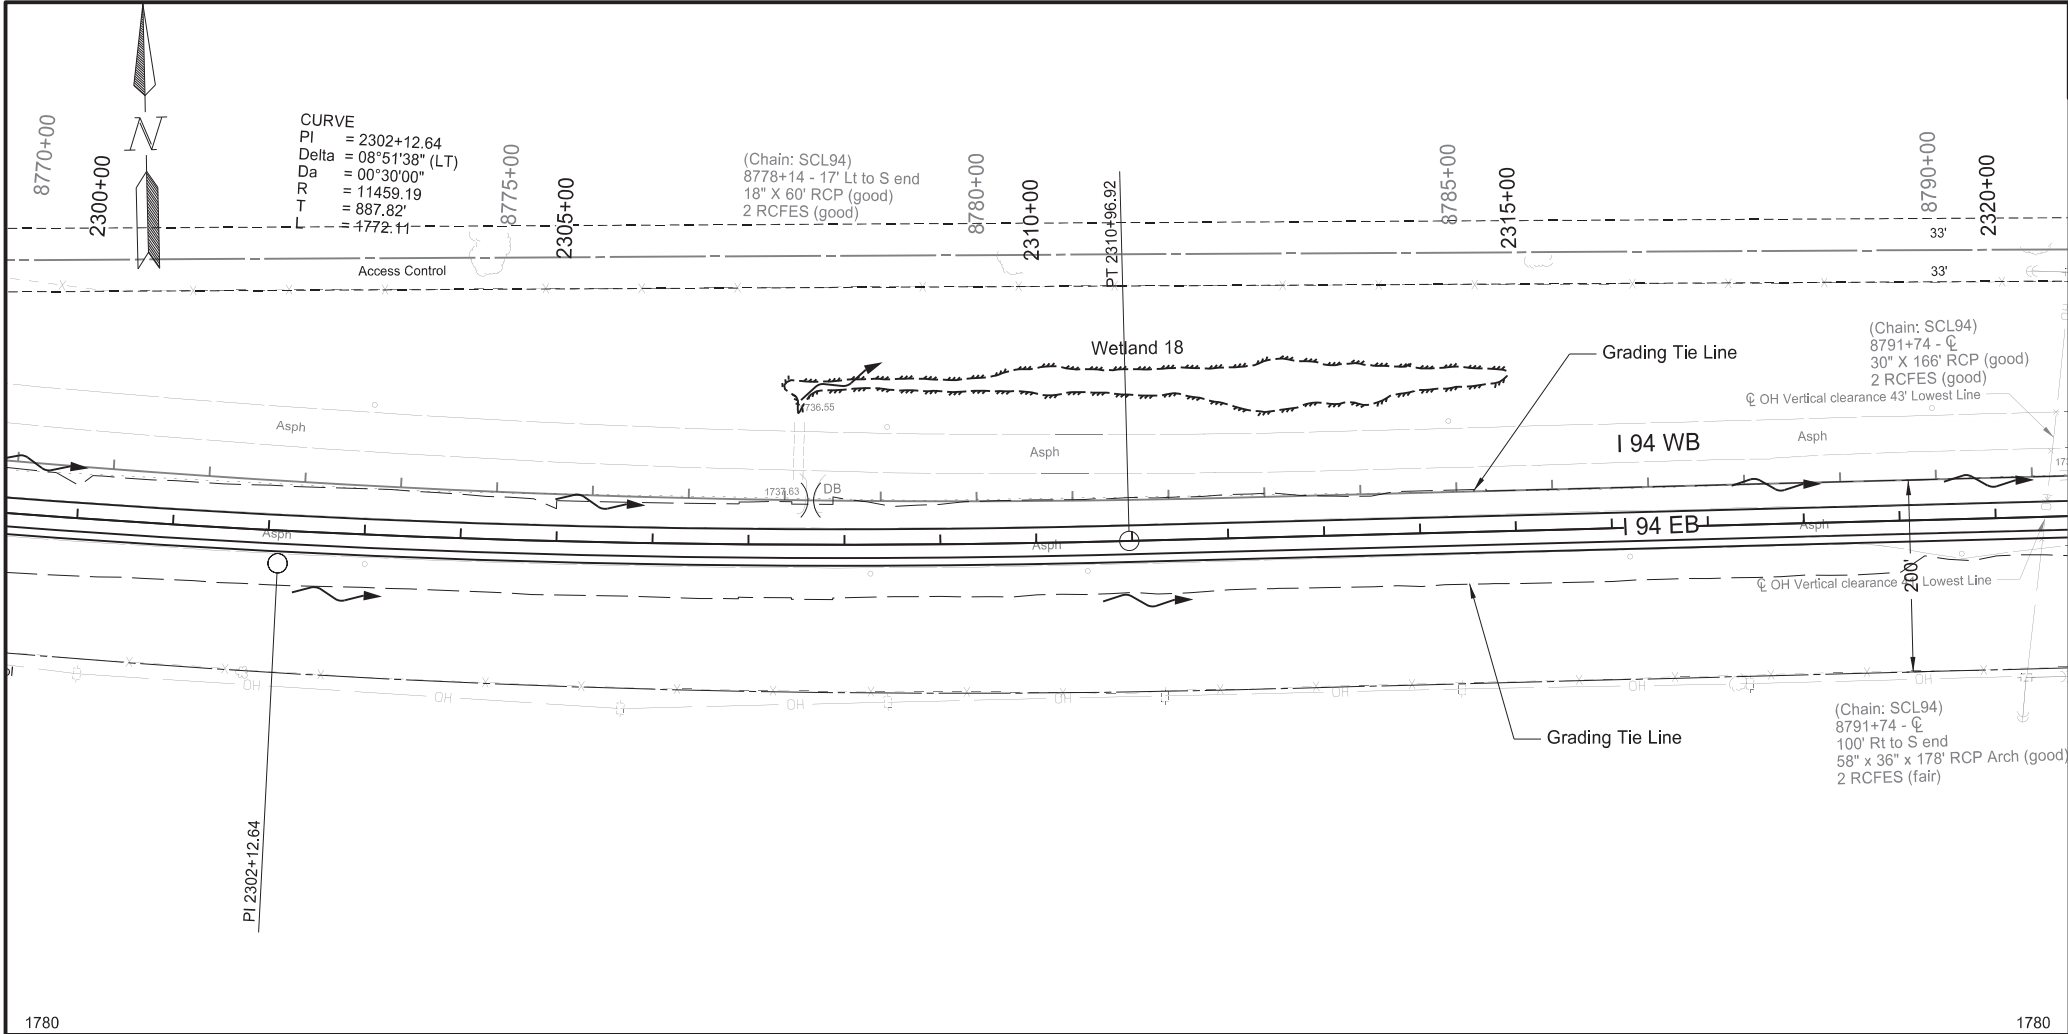 8770+00
2300+00
N
CURVE
PI = 2302+12.64
Delta = 08°51'38" (LT)
Da = 00°30'00"
R = 11459.19
T = 887.82'
L = 1772.11
8775+00
2305+00
(Chain: SCL94)
8778+14 - 17' Lt to S end
18" X 60' RCP (good)
2 RCFES (good)
8780+00
2310+00
PT 2310+96.92
8785+00
2315+00
8790+00
2320+00
33'
Access Control
33'
Wetland 18
Grading Tie Line
(Chain: SCL94)
8791+74 - ℄
30" X 166' RCP (good)
2 RCFES (good)
℄ OH Vertical clearance 43' Lowest Line
1736.55
Asph
Asph
I 94 WB
Asph
1737.63
DB
Asph
Asph
I 94 EB
Asph
OH
℄ OH Vertical clearance Lowest Line
200'
OH
OH
OH
OH
OH
OH
OH
Grading Tie Line
(Chain: SCL94)
8791+74 - ℄
100' Rt to S end
58" x 36" x 178' RCP Arch (good)
2 RCFES (fair)
PI 2302+12.64
1780
1780